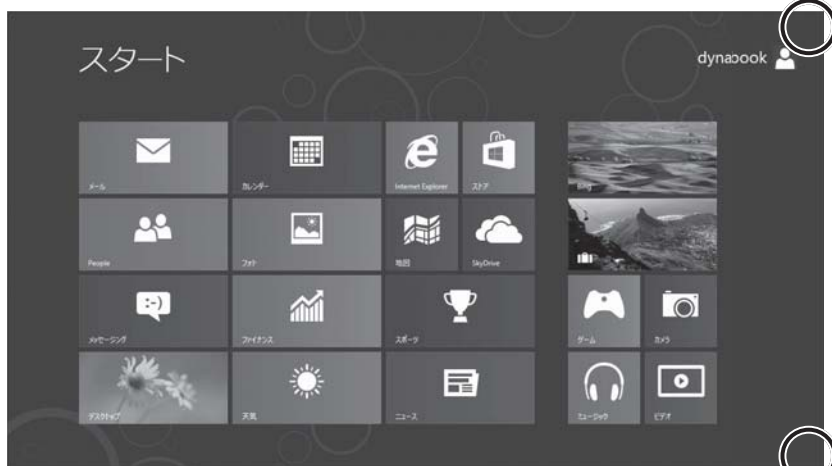 スタート
dynabook
メール
カレンダー
Internet Explorer
ストア
Bing
People
フォト
地図
SkyDrive
メッセージング
ファイナンス
スポーツ
ゲーム
カメラ
デスクトップ
天気
ニュース
ミュージック
ビデオ